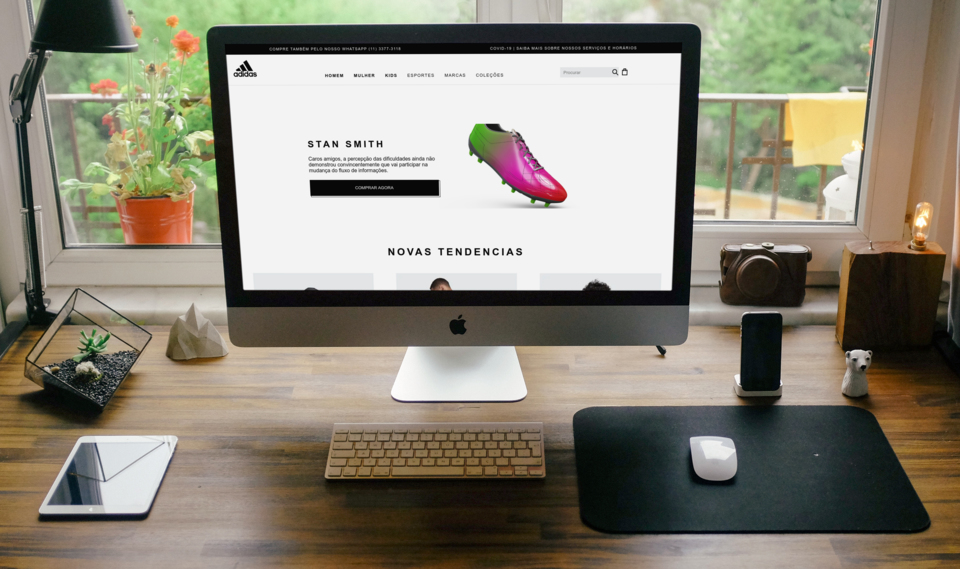 COMPRE TAMBÉM PELO NOSSO WHATSAPP (11) 3377-3116
COVID-19 | SAIBA MAIS SOBRE NOSSOS SERVIÇOS E HORÁRIOS
adidas
HOMEM MULHER KIDS ESPORTES MARCAS COLEÇÕES
Procurar
STAN SMITH
Caros amigos, a percepção das dificuldades ainda não
demonstrou convincentemente que vai participar na
mudança do fluxo de informações.
COMPRAR AGORA
NOVAS TENDENCIAS